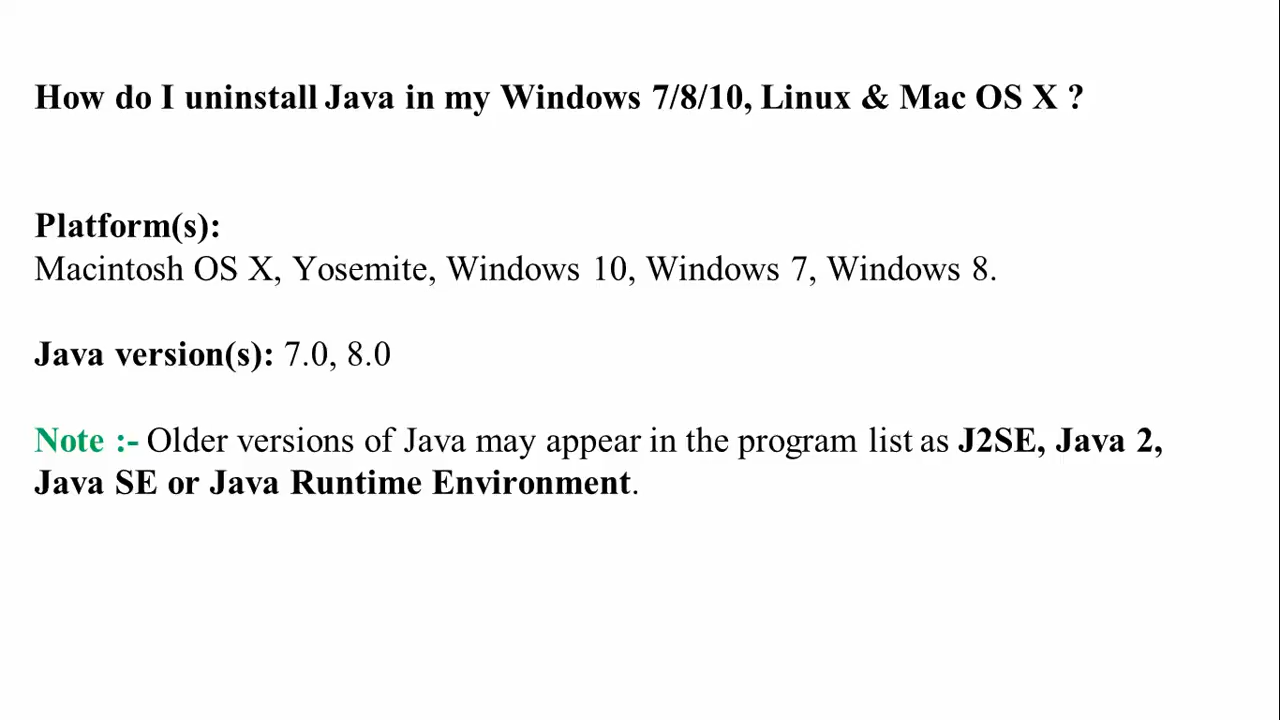 How do I uninstall Java in my Windows 7/8/10, Linux & Mac OS X ?
Platform(s):
Macintosh OS X, Yosemite, Windows 10, Windows 7, Windows 8.
Java version(s): 7.0, 8.0
Note :- Older versions of Java may appear in the program list as J2SE, Java 2,
Java SE or Java Runtime Environment.